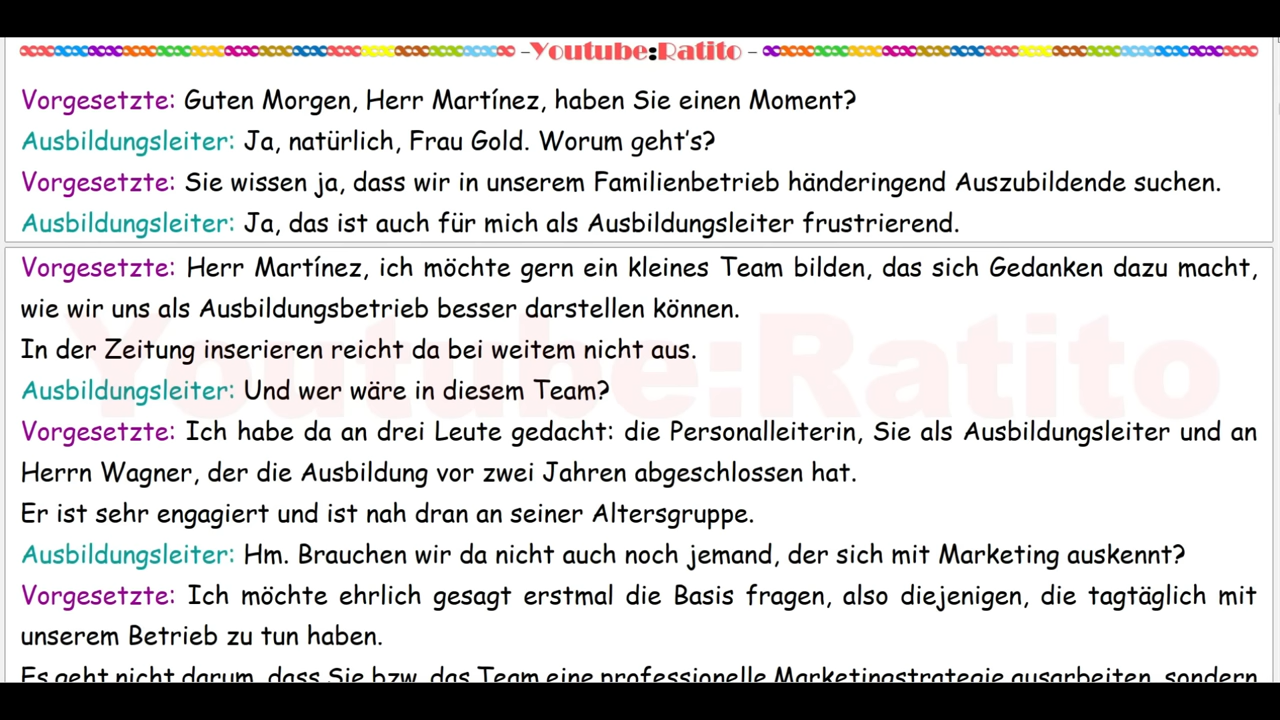 -Youtube:Ratito -
Vorgesetzte: Guten Morgen, Herr Martínez, haben Sie einen Moment?
Ausbildungsleiter: Ja, natürlich, Frau Gold. Worum geht's?
Vorgesetzte: Sie wissen ja, dass wir in unserem Familienbetrieb händeringend Auszubildende suchen.
Ausbildungsleiter: Ja, das ist auch für mich als Ausbildungsleiter frustrierend.
Vorgesetzte: Herr Martínez, ich möchte gern ein kleines Team bilden, das sich Gedanken dazu macht,
wie wir uns als Ausbildungsbetrieb besser darstellen können.
In der Zeitung inserieren reicht da bei weitem nicht aus.
Youtube:Ratito
Ausbildungsleiter: Und wer wäre in diesem Team?
Vorgesetzte: Ich habe da an drei Leute gedacht: die Personalleiterin, Sie als Ausbildungsleiter und an
Herrn Wagner, der die Ausbildung vor zwei Jahren abgeschlossen hat.
Er ist sehr engagiert und ist nah dran an seiner Altersgruppe.
Ausbildungsleiter: Hm. Brauchen wir da nicht auch noch jemand, der sich mit Marketing auskennt?
Vorgesetzte: Ich möchte ehrlich gesagt erstmal die Basis fragen, also diejenigen, die tagtäglich mit
unserem Betrieb zu tun haben.
Es geht nicht darum, dass Sie bzw. das Team eine professionelle Marketingstrategie ausarbeiten, sondern